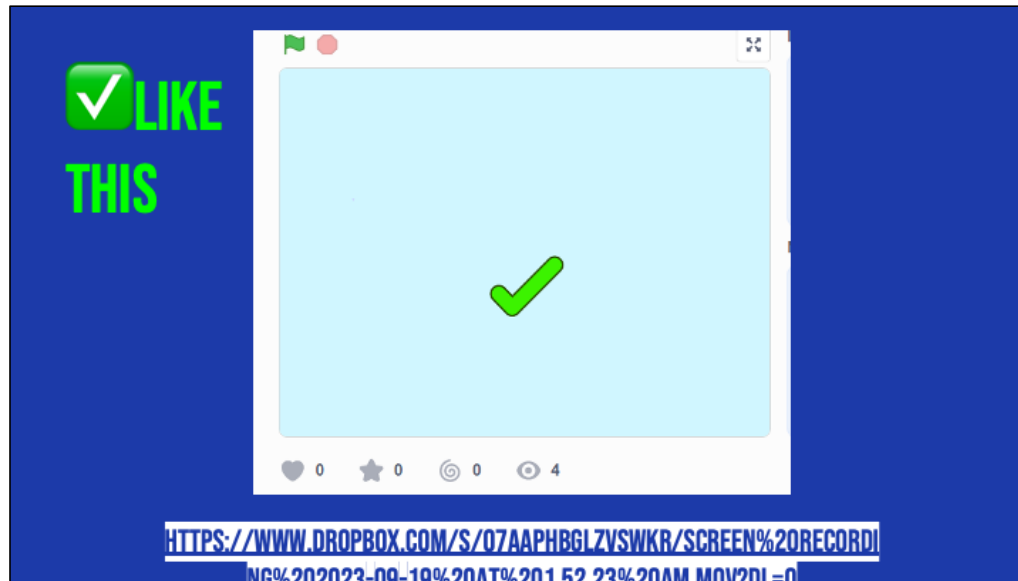 ✅LIKE
THIS
0 0 0 4
HTTPS://WWW.DROPBOX.COM/S/07AAPHBGLZVSWKR/SCREEN%20RECORDI
NG%202023-09-19%20AT%201.52.23%20AM.MOV?DL=0